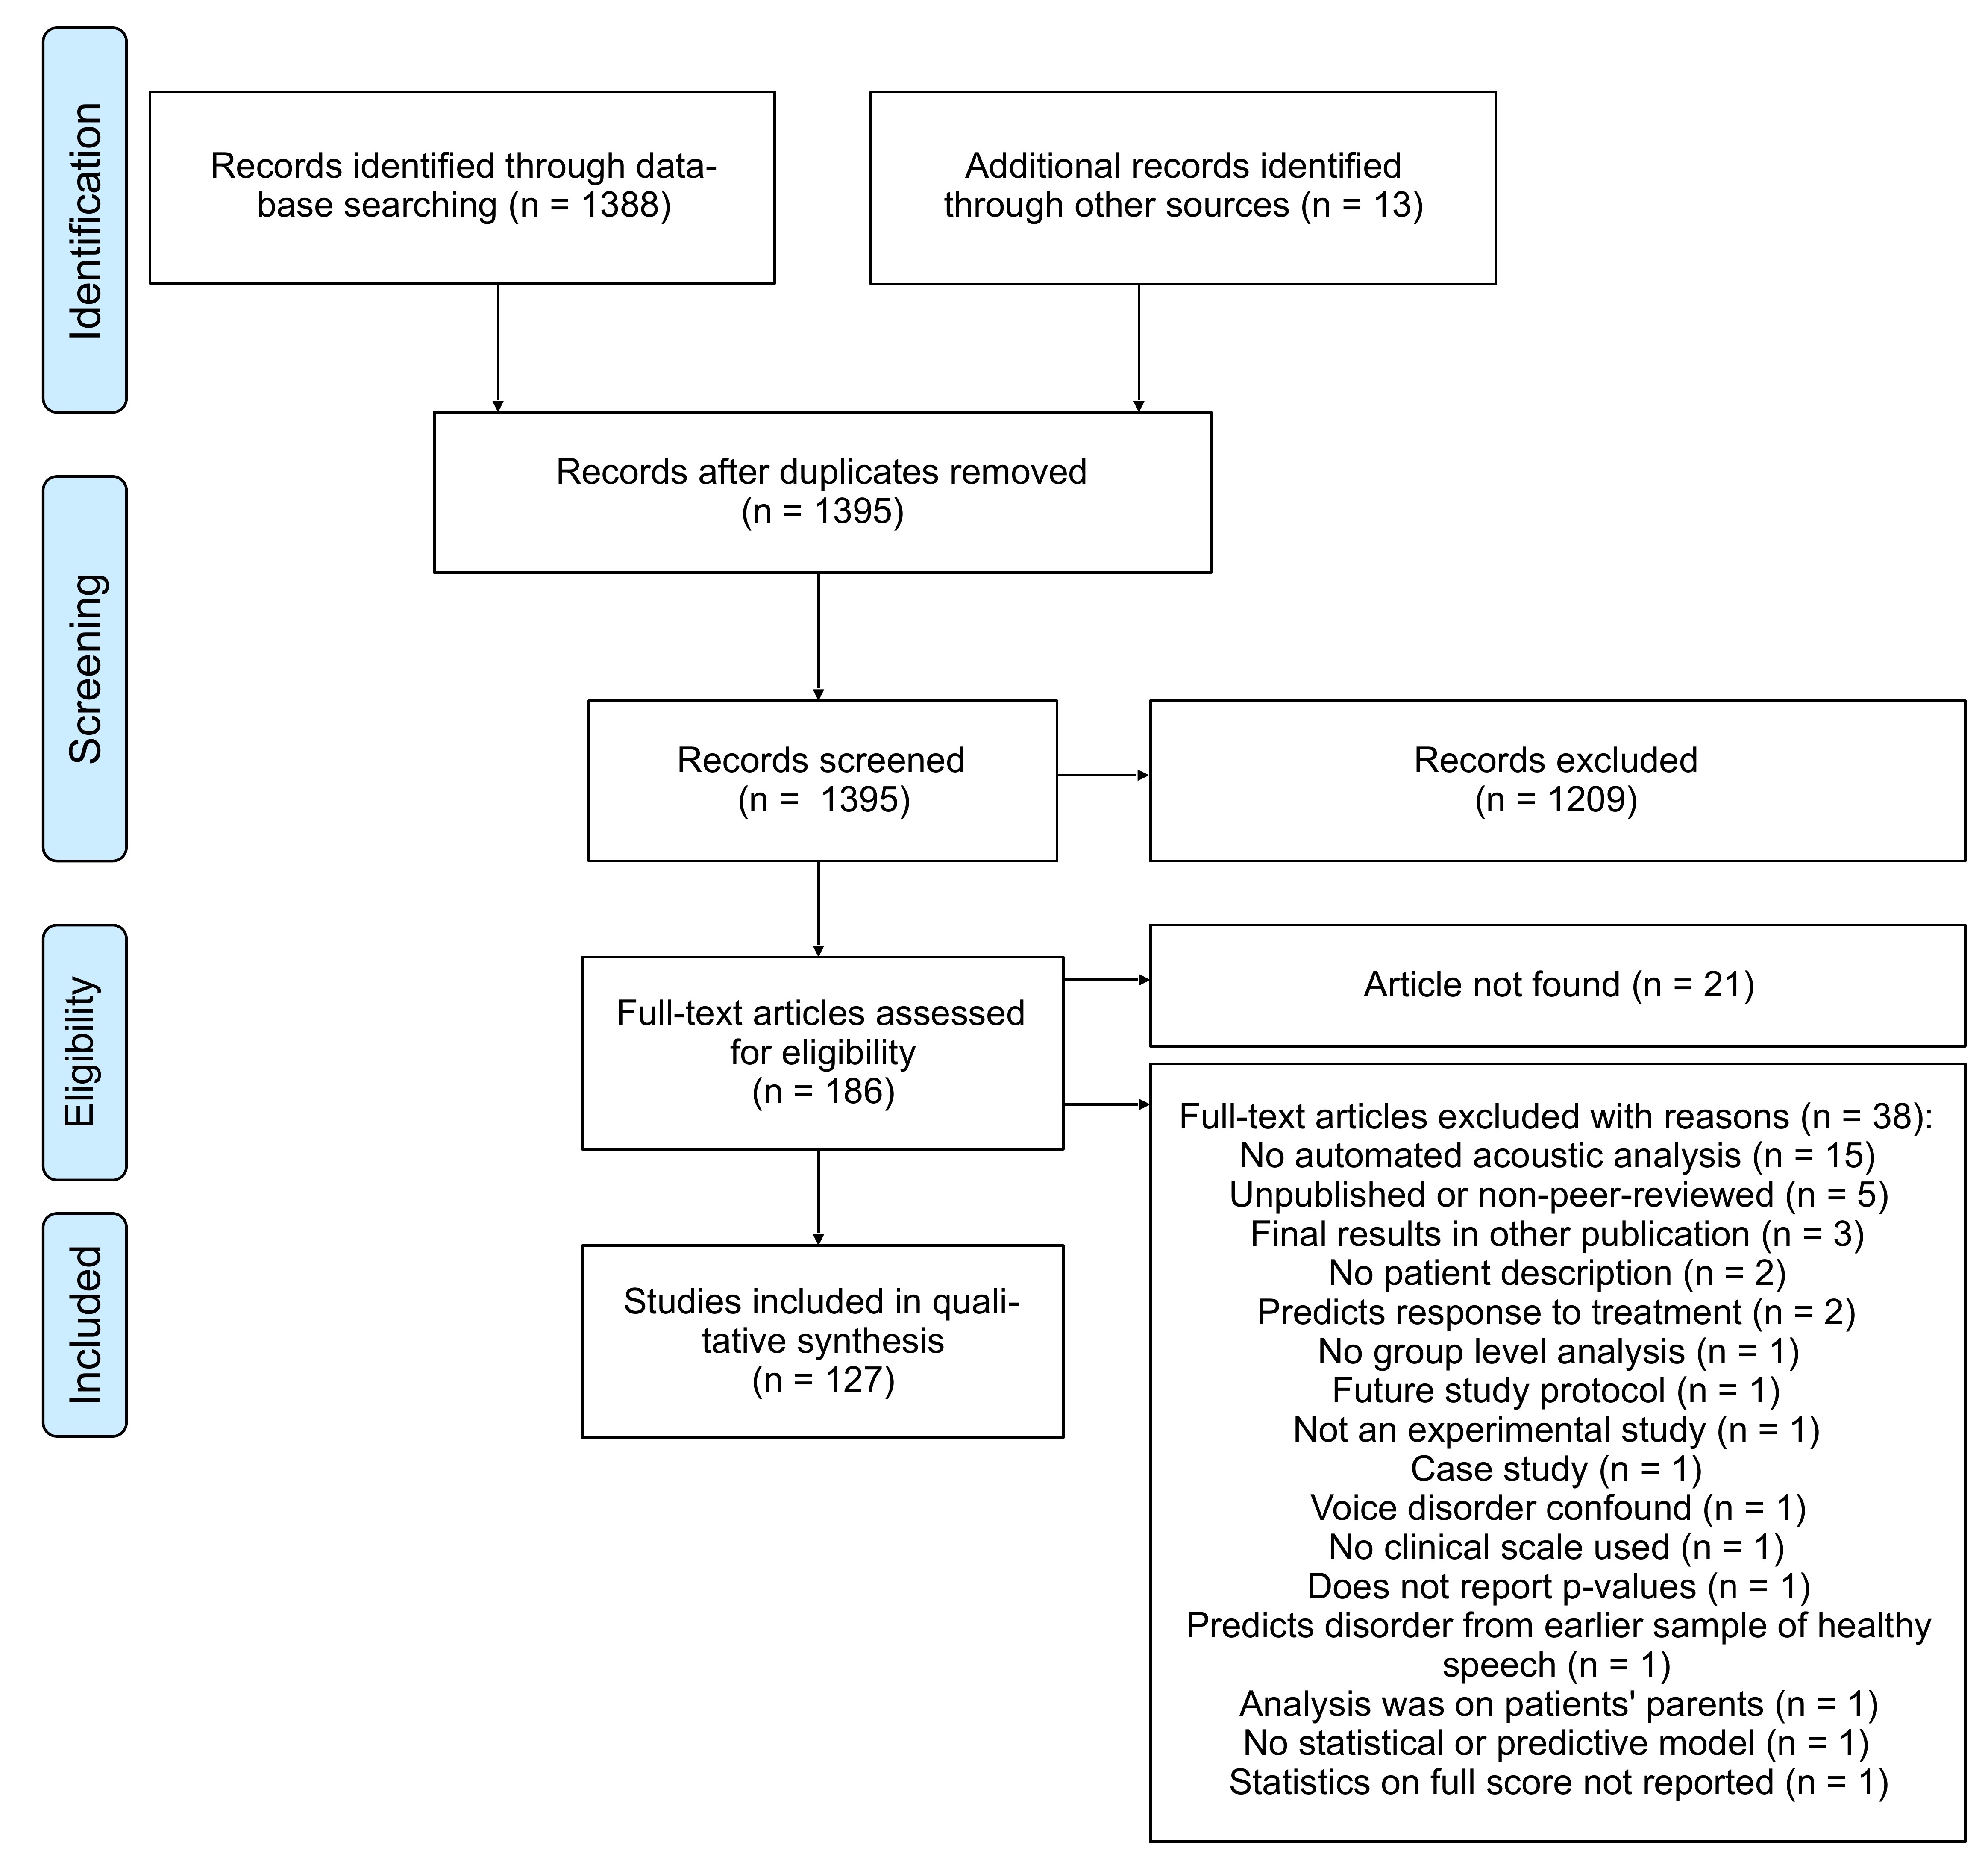 Identification
Records identified through data-
base searching (n = 1388)
Additional records identified
through other sources (n = 13)
Records after duplicates removed
(n = 1395)
Screening
Records screened
(n =  1395)
Records excluded
(n = 1209)
Eligibility
Full-text articles assessed
for eligibility
(n = 186)
Article not found (n = 21)
Full-text articles excluded with reasons (n = 38):
No automated acoustic analysis (n = 15)
Unpublished or non-peer-reviewed (n = 5)
Final results in other publication (n = 3)
No patient description (n = 2)
Predicts response to treatment (n = 2)
No group level analysis (n = 1)
Future study protocol (n = 1)
Not an experimental study (n = 1)
Case study (n = 1)
Voice disorder confound (n = 1)
No clinical scale used (n = 1)
Does not report p-values (n = 1)
Predicts disorder from earlier sample of healthy
speech (n = 1)
Analysis was on patients' parents (n = 1)
No statistical or predictive model (n = 1)
Statistics on full score not reported (n = 1)
Included
Studies included in quali-
tative synthesis
(n = 127)